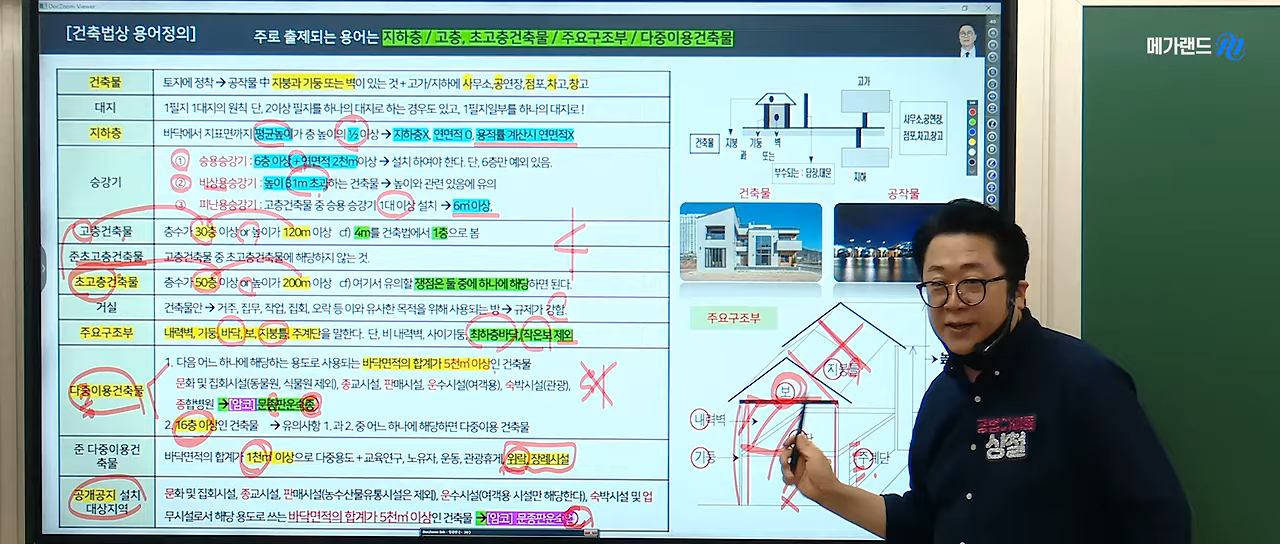 DocZoom Viewer
[건축법상 용어정의]
주로 출제되는 용어는 지하층 / 고층, 초고층건축물 / 주요구조부 / 다중이용건축물
메가랜드
건축물
토지에 정착 → 공작물 中 지붕과 기둥 또는 벽이 있는 것 + 고가/지하에 사무소,공연장,점포,차고,창고
대지
1필지 1대지의 원칙 단, 2이상 필지를 하나의 대지로 하는 경우도 있고, 1필지일부를 하나의 대지로 !
지하층
바닥에서 지표면까지 평균높이가 층 높이의 ½ 이상 → 지하층X, 연면적 O, 용적률 계산시 연면적X
승강기
① 승용승강기 : 6층 이상 + 연면적 2천㎡이상 → 설치 하여야 한다. 단, 6층만 예외 있음.
② 비상용승강기 : 높이 31m 초과하는 건축물 → 높이와 관련 있음에 유의
③ 피난용승강기 : 고층건축물 중 승용 승강기 1대 이상 설치 → 6㎡이상,
고층건축물
층수가 30층 이상 or 높이가 120m 이상 cf) 4m를 건축법에서 1층으로 봄
준초고층건축물
고층건축물 중 초고층건축물에 해당하지 않는 것.
초고층건축물
층수가 50층 이상 or 높이가 200m 이상 cf) 여기서 유의할 쟁점은 둘 중에 하나에 해당하면 된다.
거실
건축물안 → 거주, 집무, 작업, 집회, 오락 등 이와 유사한 목적을 위해 사용되는 방 → 규제가 강함.
주요구조부
내력벽, 기둥, 바닥, 보, 지붕틀, 주계단을 말한다. 단, 비 내력벽, 사이기둥, 최하층바닥, 작은보 제외
다중이용건축물
1. 다음 어느 하나에 해당하는 용도로 사용되는 바닥면적의 합계가 5천㎡ 이상인 건축물
문화 및 집회시설(동물원, 식물원 제외), 종교시설, 판매시설, 운수시설(여객용), 숙박시설(관광),
종합병원 → [암기] 문종판운숙종
2. 16층 이상인 건축물 → 유의사항 1. 과 2. 중 어느 하나에 해당하면 다중이용 건축물
준 다중이용건축물
바닥면적의 합계가 1천㎡ 이상으로 다중용도 + 교육연구, 노유자, 운동, 관광휴게, 위락, 장례시설
공개공지 설치
대상지역
문화 및 집회시설, 종교시설, 판매시설(농수산물유통시설은 제외), 운수시설(여객용 시설만 해당한다), 숙박시설 및 업
무시설로서 해당 용도로 쓰는 바닥면적의 합계가 5천㎡ 이상인 건축물 → [암기] 문종판운숙업
고가
사무소,공연장,
점포,차고,창고
건축물
지붕 기둥 벽
과 또는
지하
부수되는 : 담장,대문
건축물
공작물
주요구조부
지붕틀
보
내력벽
기둥
주계단
상철